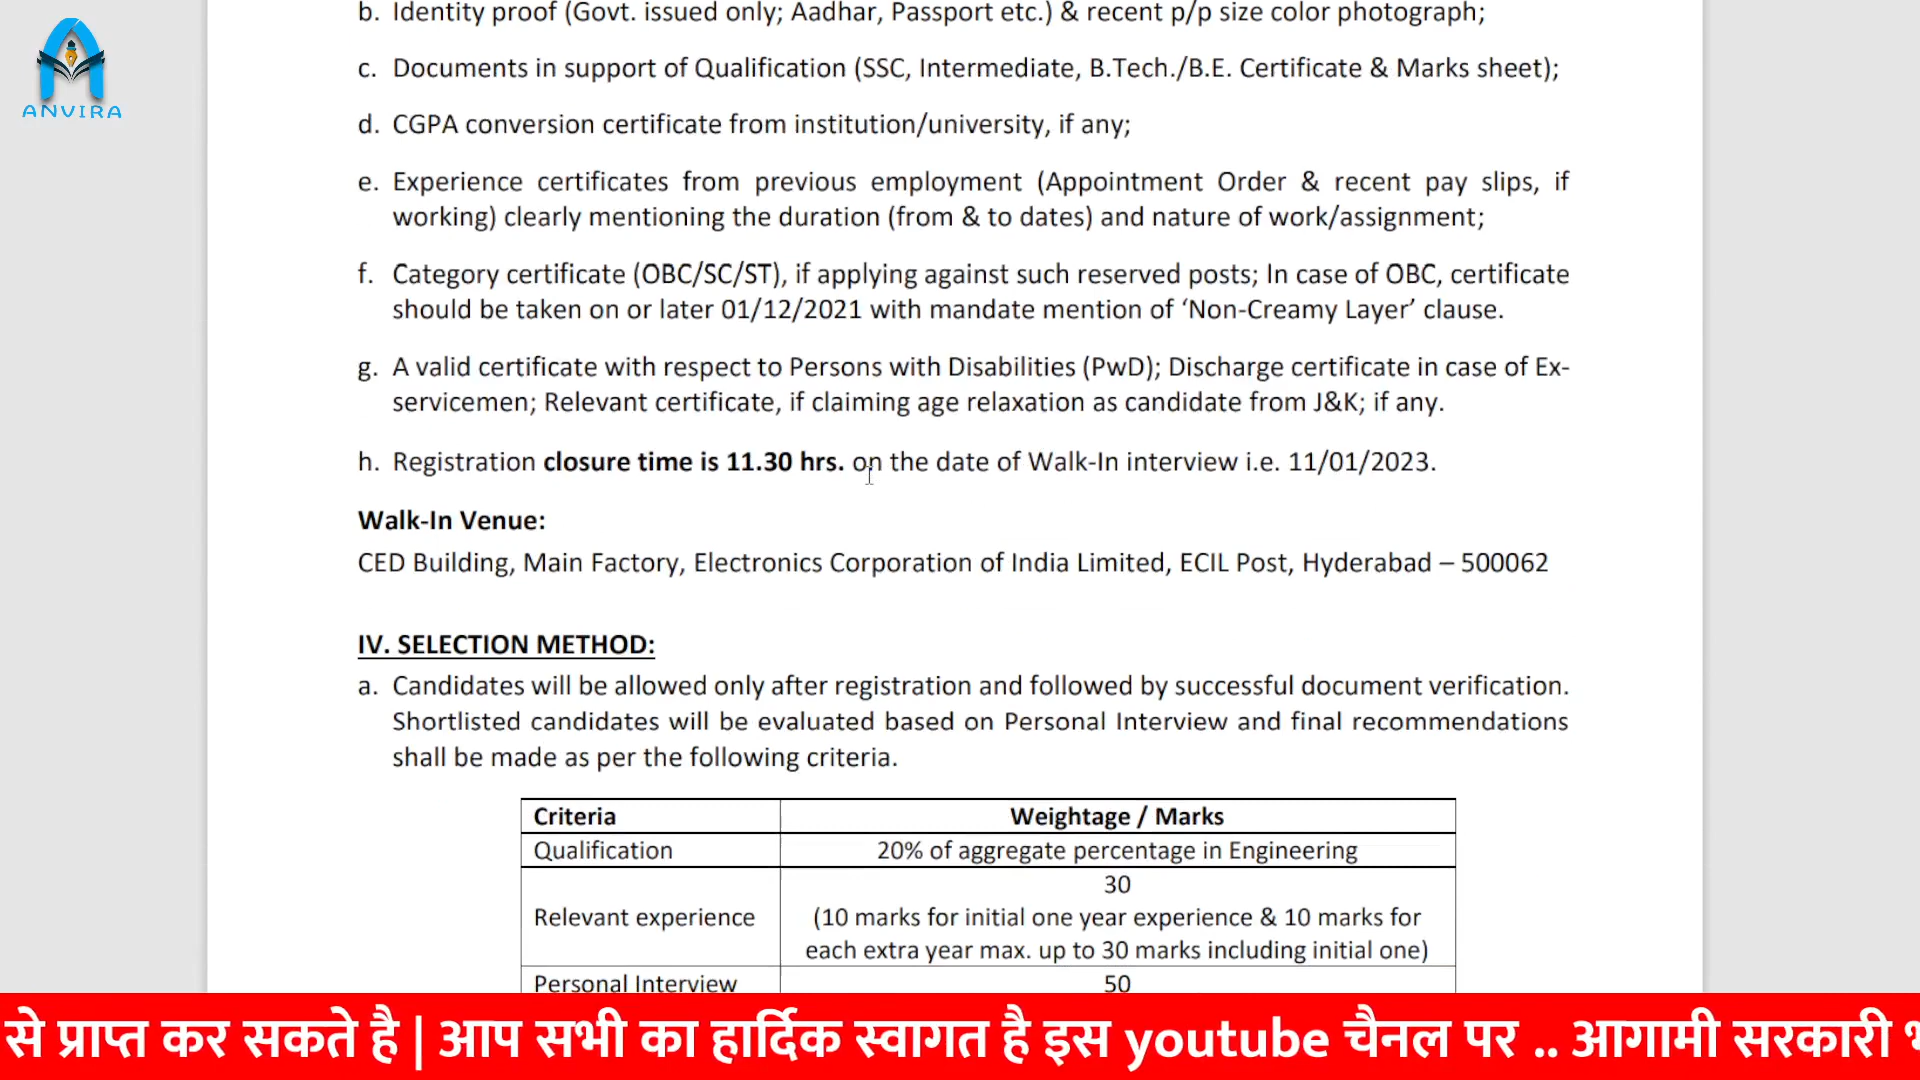 ANVIRA
b. Identity proof (Govt. issued only; Aadhar, Passport etc.) & recent p/p size color photograph;
c. Documents in support of Qualification (SSC, Intermediate, B.Tech./B.E. Certificate & Marks sheet);
d. CGPA conversion certificate from institution/university, if any;
e. Experience certificates from previous employment (Appointment Order & recent pay slips, if
working) clearly mentioning the duration (from & to dates) and nature of work/assignment;
f. Category certificate (OBC/SC/ST), if applying against such reserved posts; In case of OBC, certificate
should be taken on or later 01/12/2021 with mandate mention of ‘Non-Creamy Layer’ clause.
g. A valid certificate with respect to Persons with Disabilities (PwD); Discharge certificate in case of Ex-
servicemen; Relevant certificate, if claiming age relaxation as candidate from J&K; if any.
h. Registration closure time is 11.30 hrs. on the date of Walk-In interview i.e. 11/01/2023.
Walk-In Venue:
CED Building, Main Factory, Electronics Corporation of India Limited, ECIL Post, Hyderabad – 500062
IV. SELECTION METHOD:
a. Candidates will be allowed only after registration and followed by successful document verification.
Shortlisted candidates will be evaluated based on Personal Interview and final recommendations
shall be made as per the following criteria.
Criteria Weightage / Marks
Qualification 20% of aggregate percentage in Engineering
30
Relevant experience (10 marks for initial one year experience & 10 marks for
each extra year max. up to 30 marks including initial one)
Personal Interview 50
से प्राप्त कर सकते है | आप सभी का हार्दिक स्वागत है इस youtube चैनल पर .. आगामी सरकारी